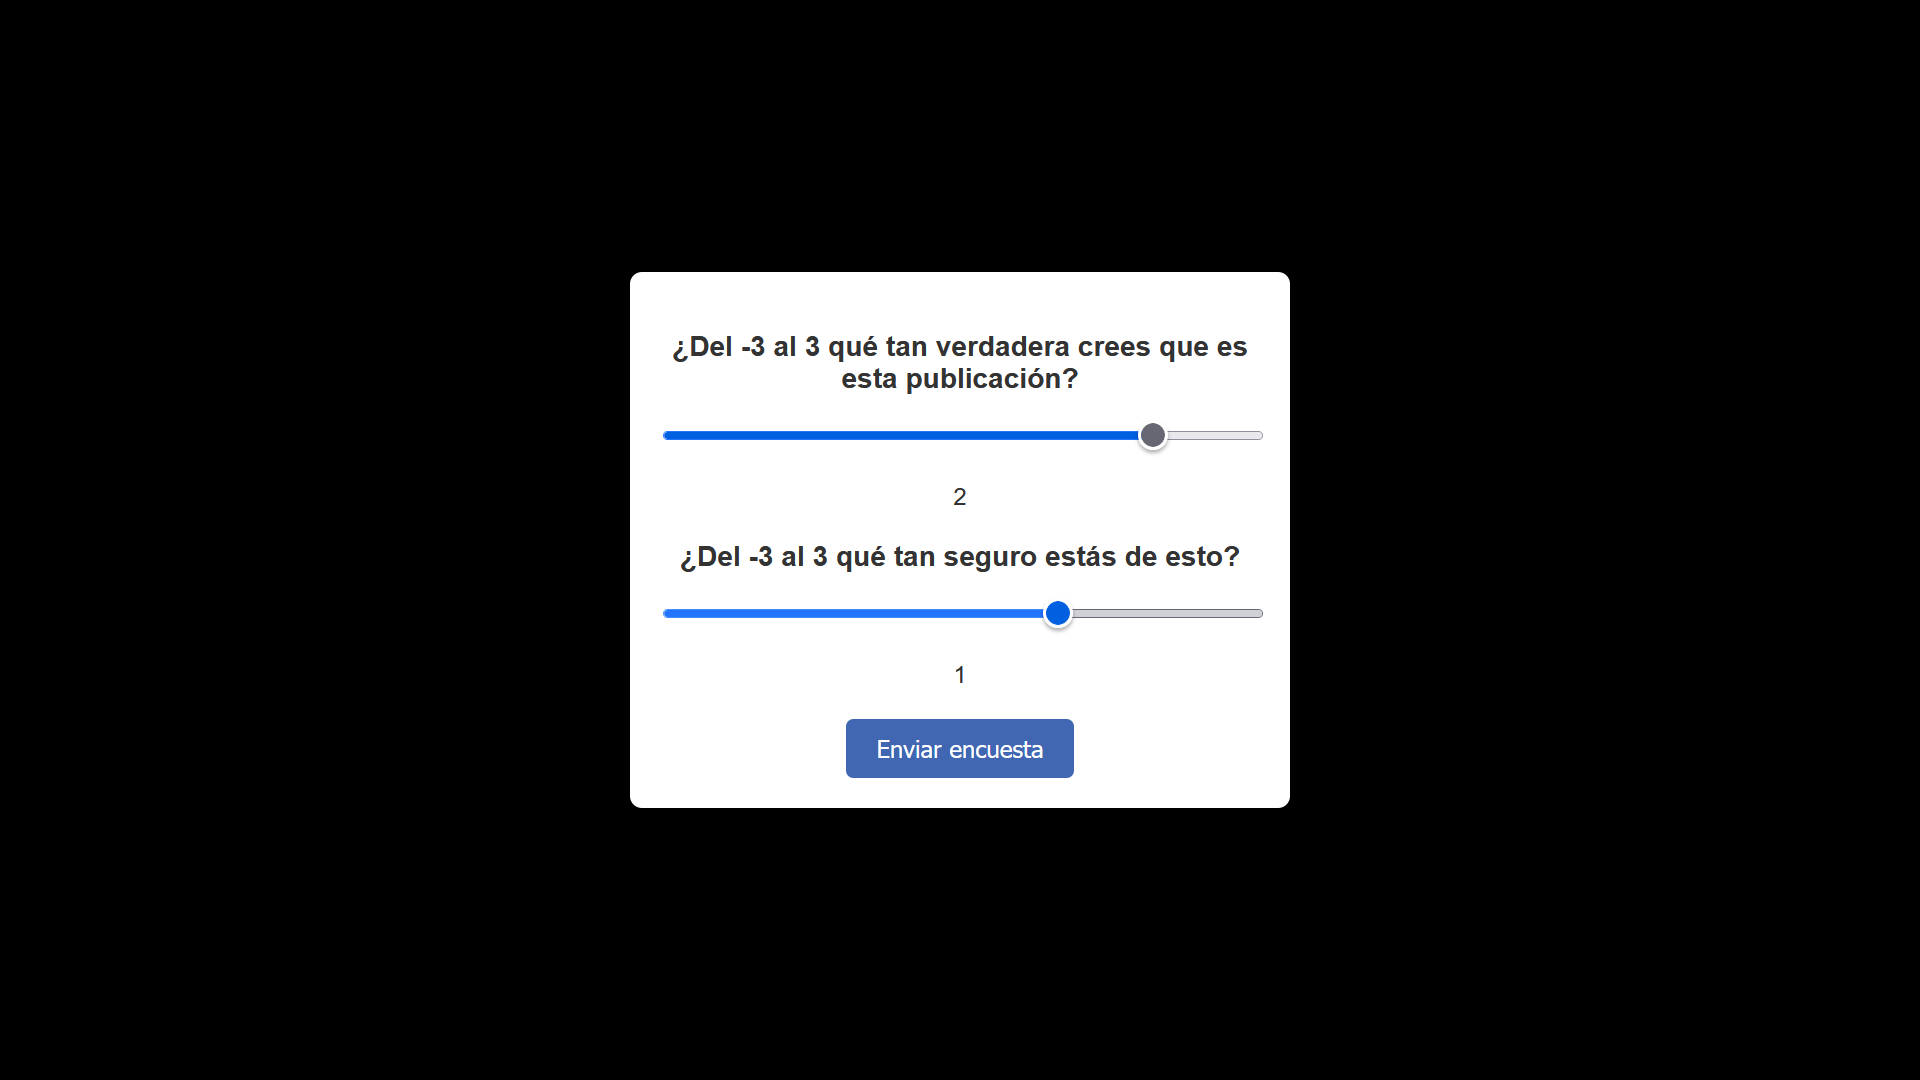 ¿Del -3 al 3 qué tan verdadera crees que es
esta publicación?
2
¿Del -3 al 3 qué tan seguro estás de esto?
1
Enviar encuesta